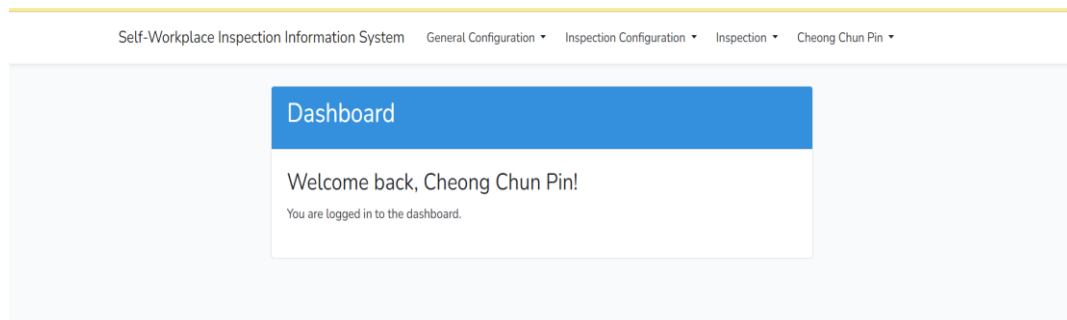 Self-Workplace Inspection Information System General Configuration Inspection Configuration Inspection Cheong Chun Pin
Dashboard
Welcome back, Cheong Chun Pin!
You are logged in to the dashboard.